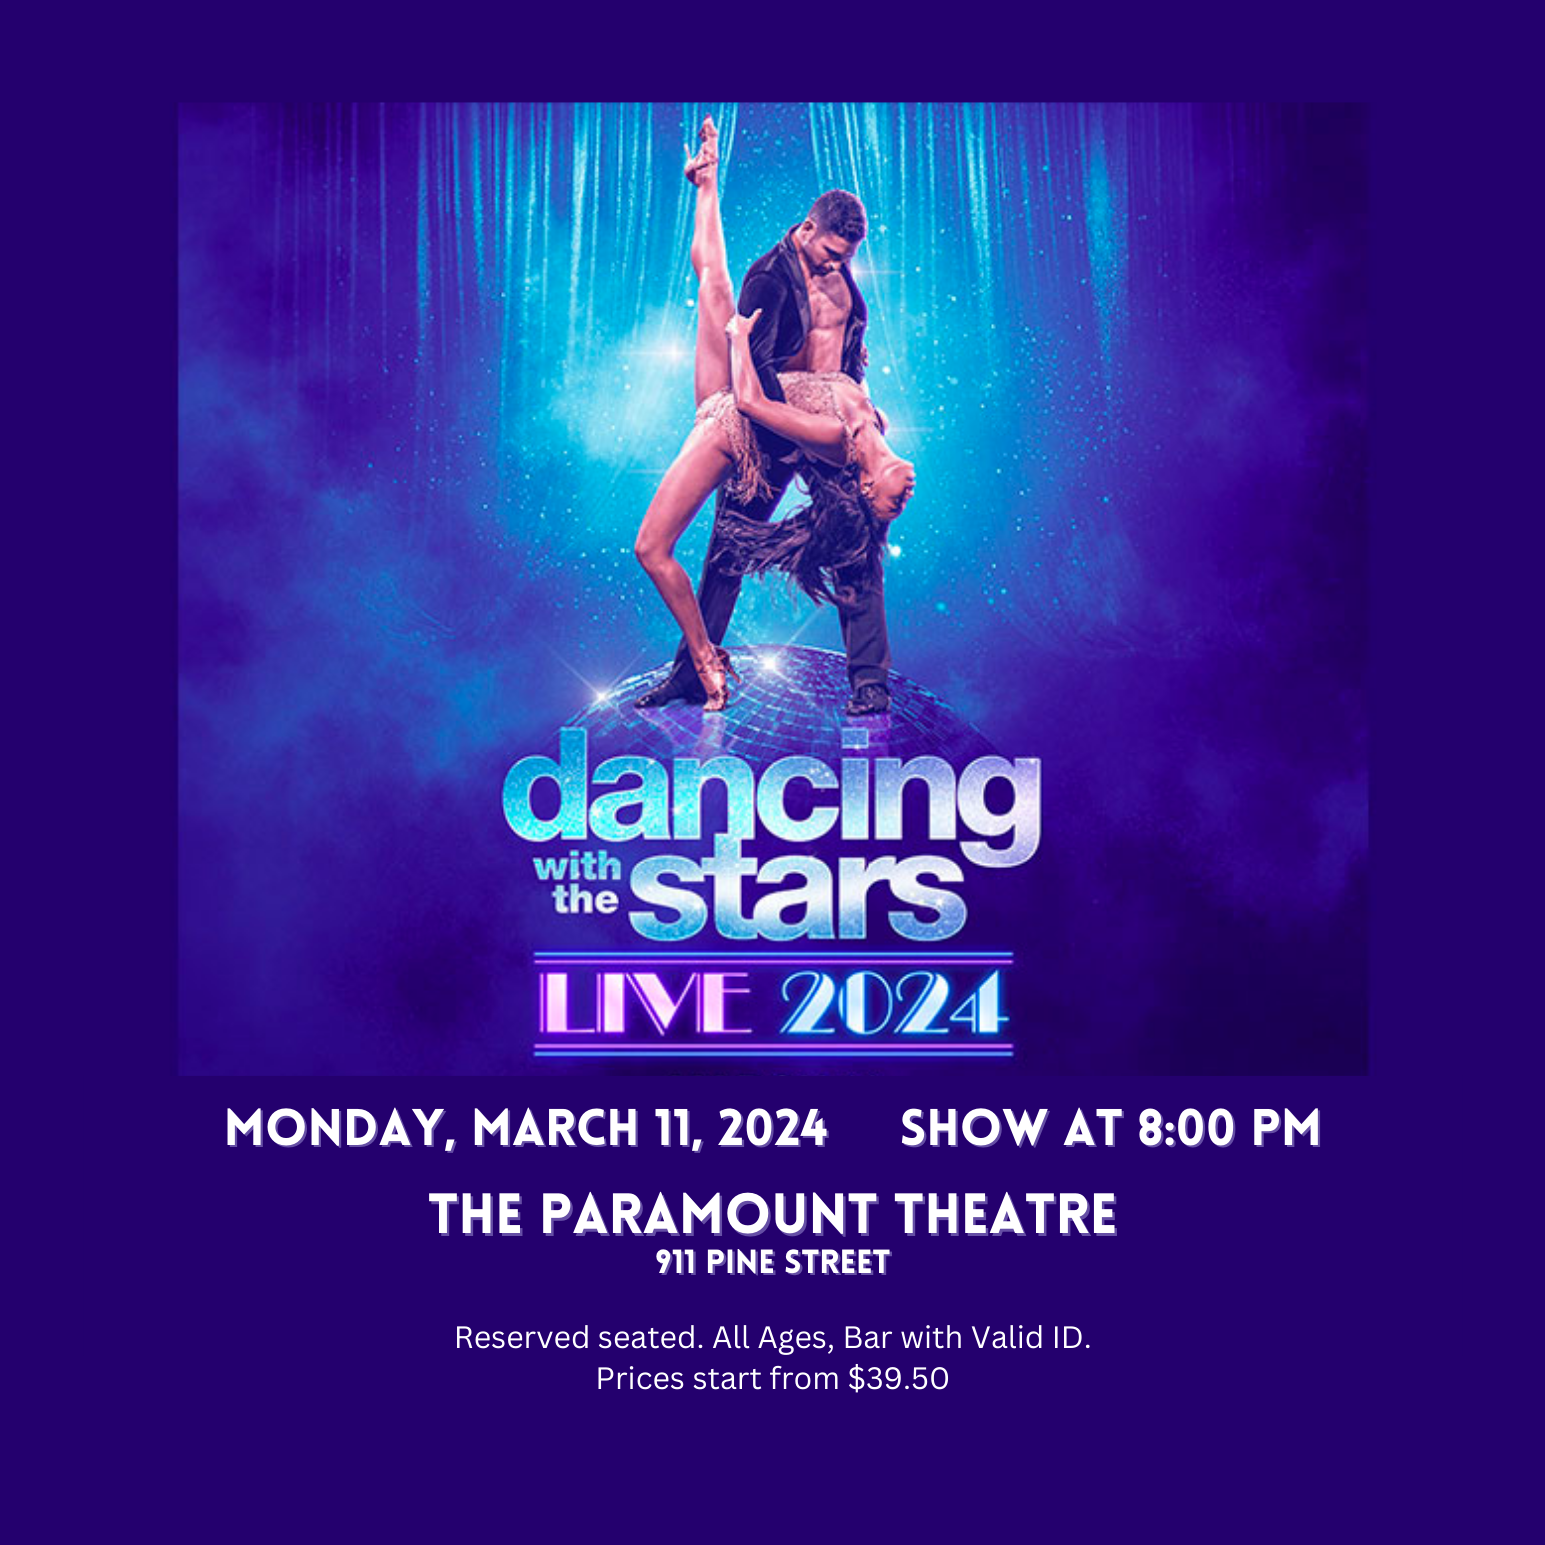 dancing
with the stars
LIVE 2024
MONDAY, MARCH 11, 2024 SHOW AT 8:00 PM
THE PARAMOUNT THEATRE
911 PINE STREET
Reserved seated. All Ages, Bar with Valid ID.
Prices start from $39.50